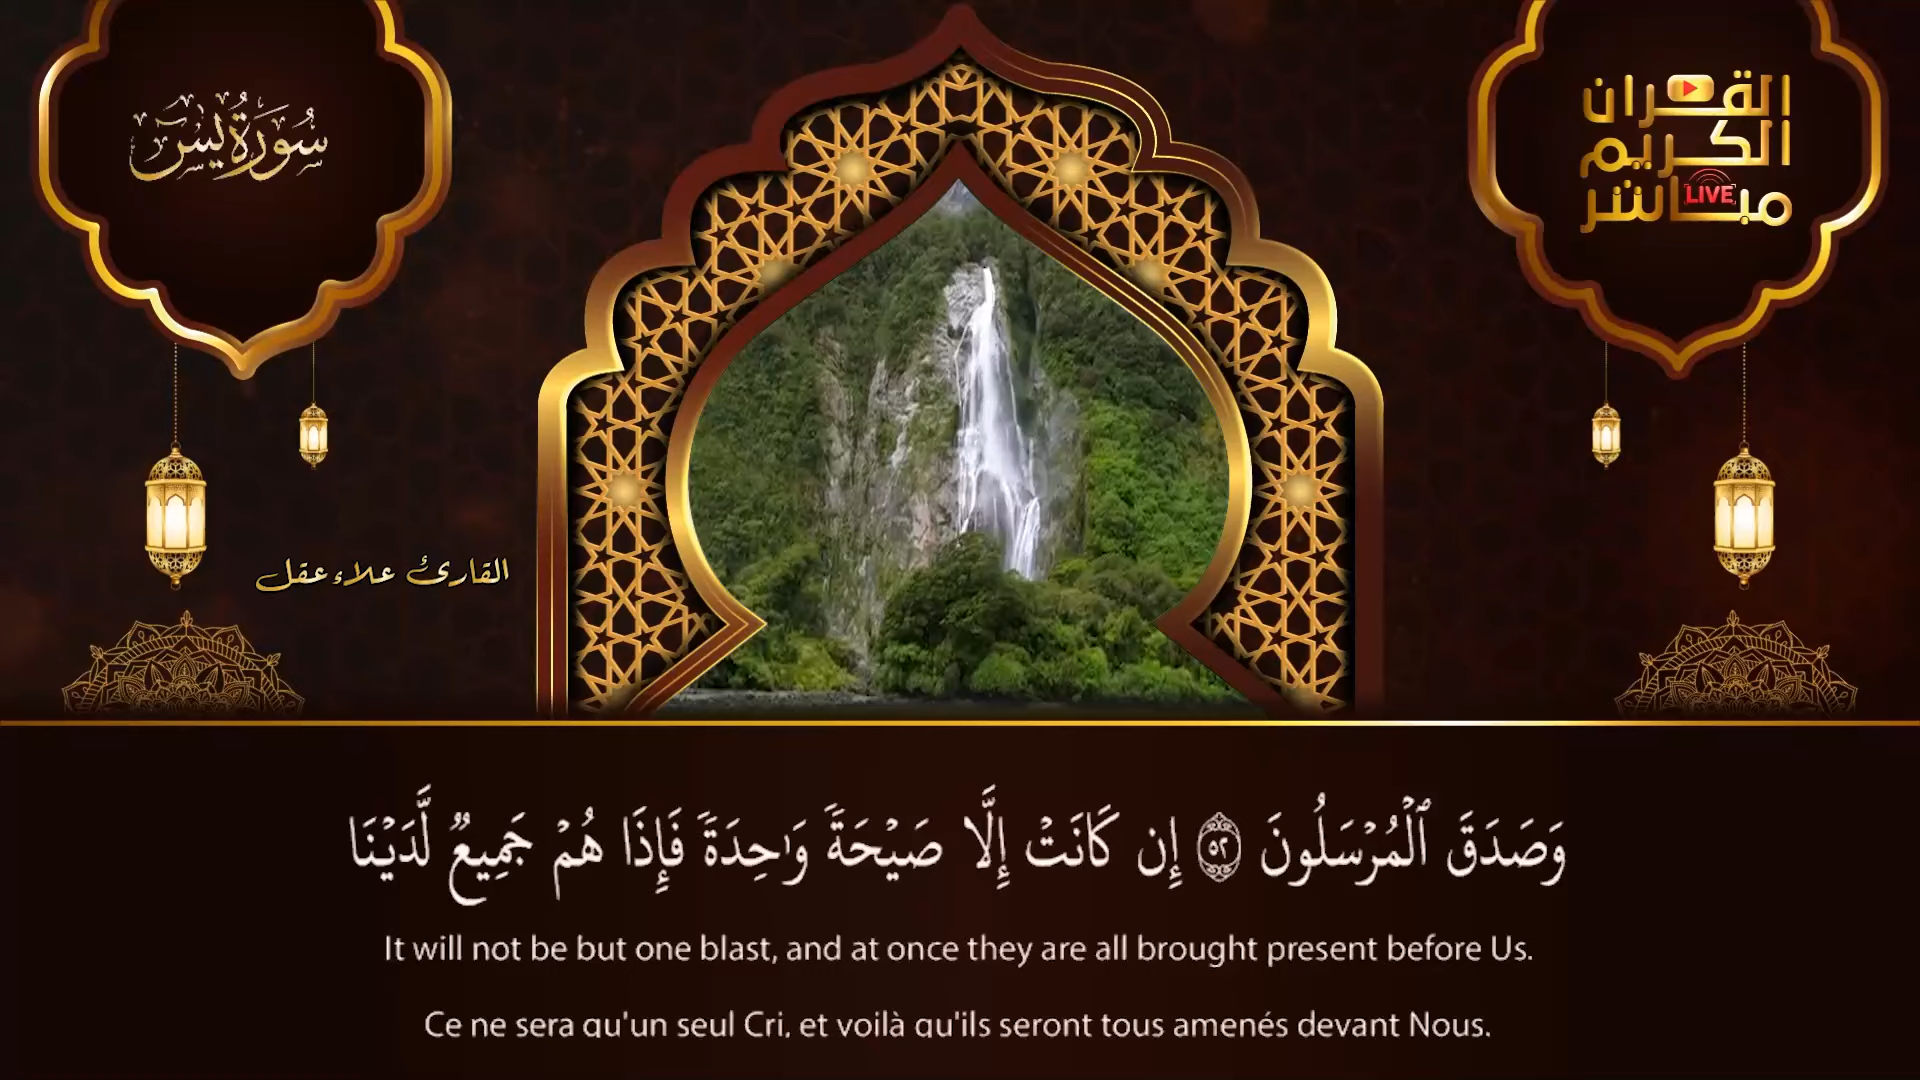 سُورَةُ يس
القرآن
الكريم
مباشر
LIVE
القارئ علاء عقل
وَصَدَقَ ٱلْمُرْسَلُونَ ٥٢ إِن كَانَتْ إِلَّا صَيْحَةً وَٰحِدَةً فَإِذَا هُمْ جَمِيعٌ لَّدَيْنَا
It will not be but one blast, and at once they are all brought present before Us.
Ce ne sera qu'un seul Cri, et voilà qu'ils seront tous amenés devant Nous.